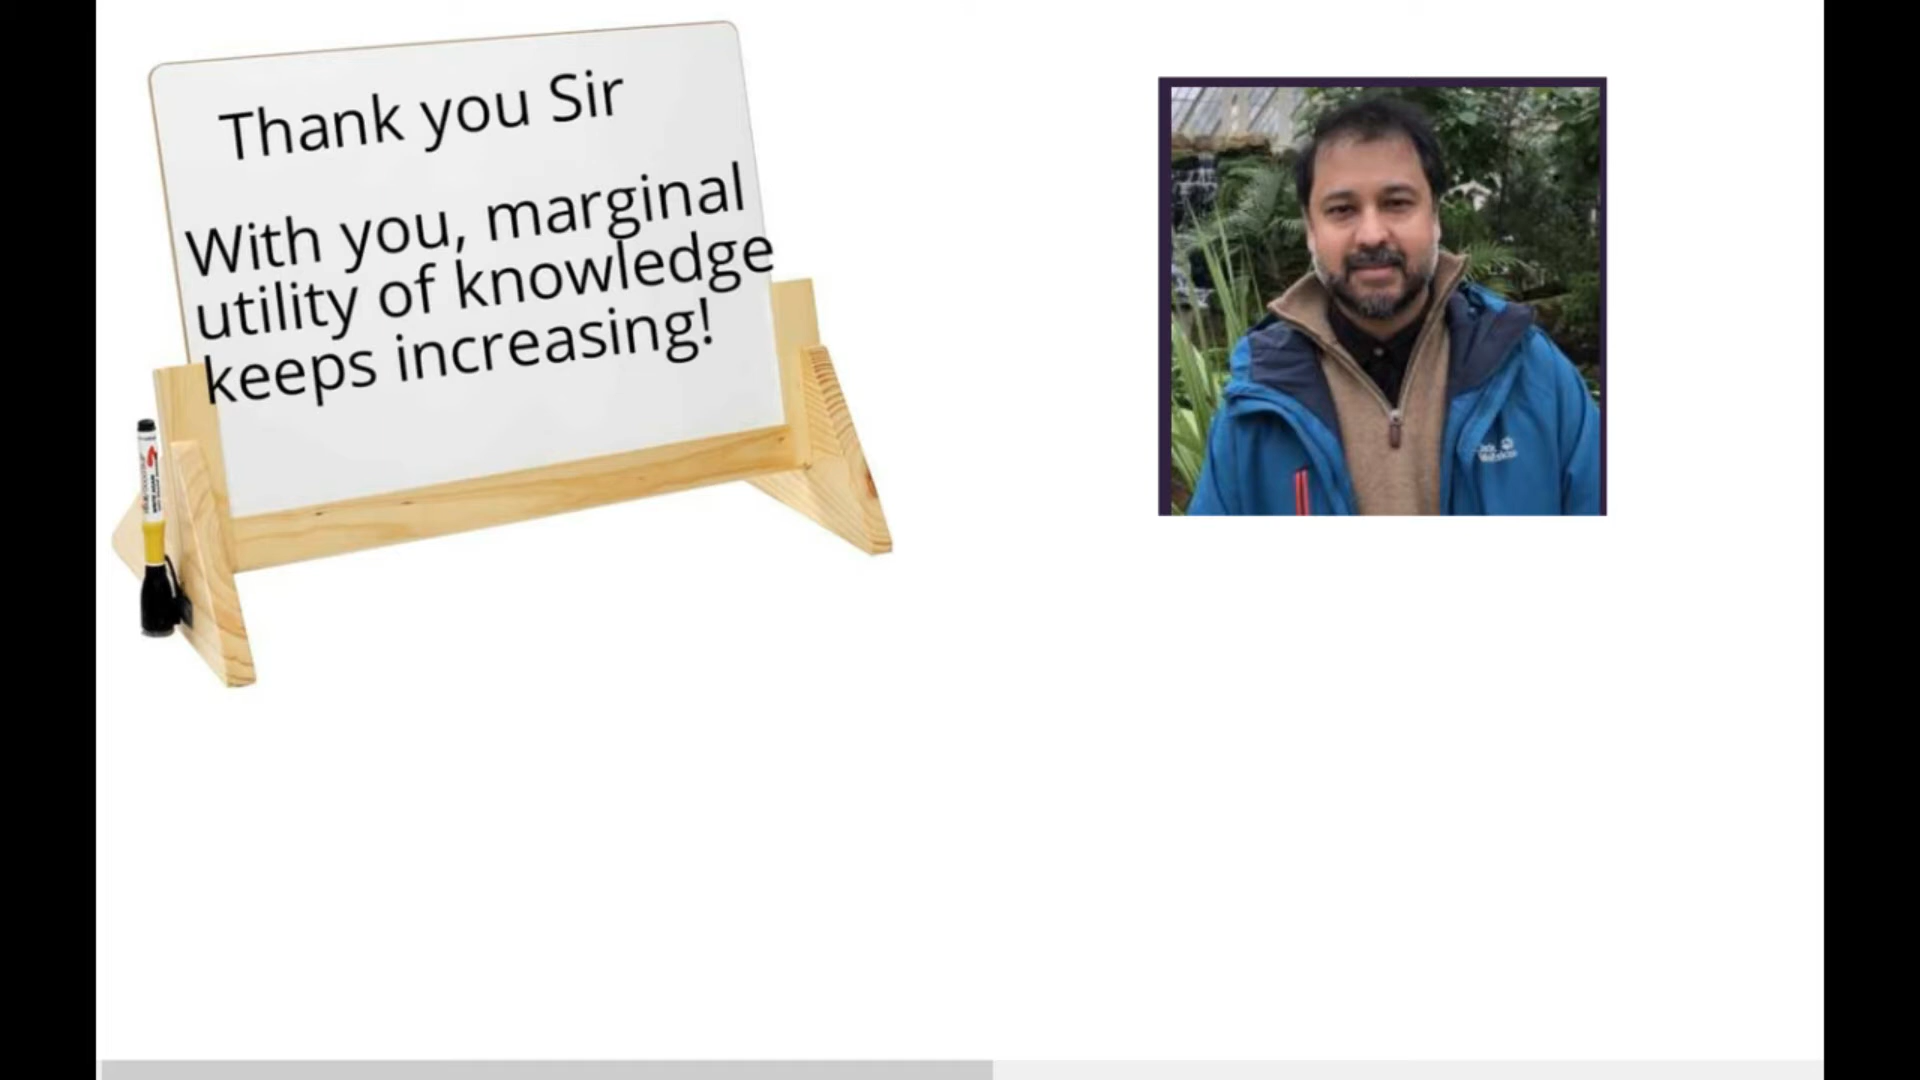 Thank you Sir
With you, marginal
utility of knowledge
keeps increasing!